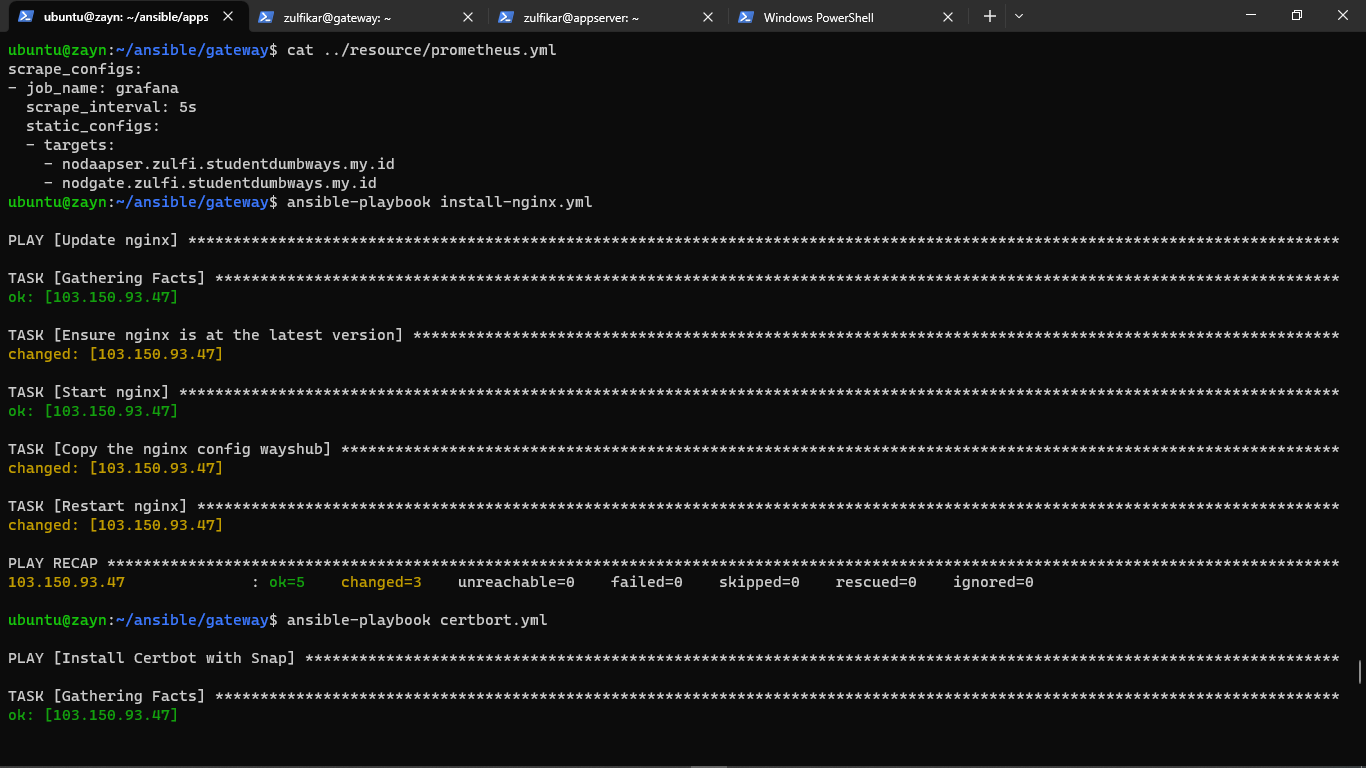 ubuntu@zayn: ~/ansible/apps
zulfikar@gateway: ~
zulfikar@appserver: ~
Windows PowerShell
ubuntu@zayn:~/ansible/gateway$ cat ../resource/prometheus.yml
scrape_configs:
- job_name: grafana
  scrape_interval: 5s
  static_configs:
  - targets:
    - nodaapser.zulfi.studentdumbways.my.id
    - nodgate.zulfi.studentdumbways.my.id
ubuntu@zayn:~/ansible/gateway$ ansible-playbook install-nginx.yml
PLAY [Update nginx] ********************************************************************************************************************************
TASK [Gathering Facts] *****************************************************************************************************************************
ok: [103.150.93.47]
TASK [Ensure nginx is at the latest version] *******************************************************************************************************
changed: [103.150.93.47]
TASK [Start nginx] *********************************************************************************************************************************
ok: [103.150.93.47]
TASK [Copy the nginx config wayshub] ***************************************************************************************************************
changed: [103.150.93.47]
TASK [Restart nginx] *******************************************************************************************************************************
changed: [103.150.93.47]
PLAY RECAP *****************************************************************************************************************************************
103.150.93.47              : ok=5    changed=3    unreachable=0    failed=0    skipped=0    rescued=0    ignored=0
ubuntu@zayn:~/ansible/gateway$ ansible-playbook certbort.yml
PLAY [Install Certbot with Snap] *******************************************************************************************************************
TASK [Gathering Facts] *****************************************************************************************************************************
ok: [103.150.93.47]